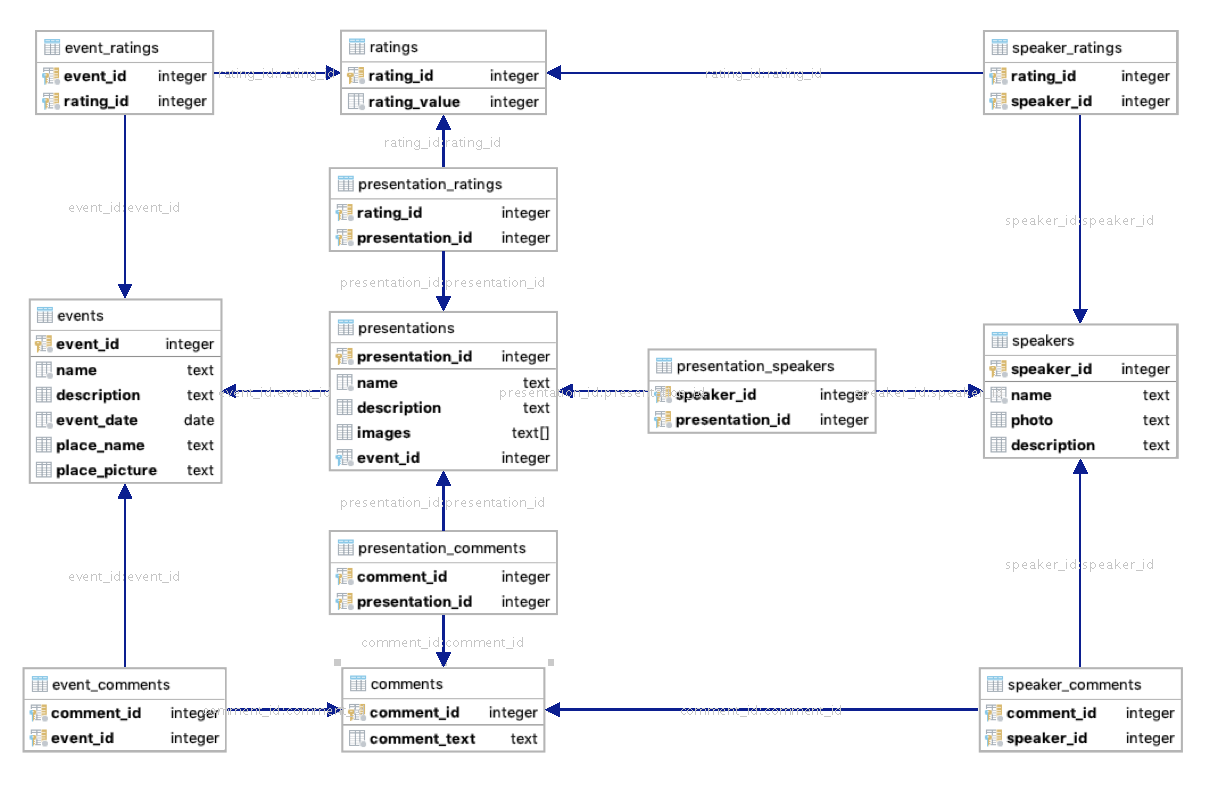 event_ratings
event_id integer
rating_id integer
ratings
rating_id integer
rating_value integer
speaker_ratings
rating_id integer
speaker_id integer
rating_id:rating_id
rating_id:rating_id
rating_id:rating_id
presentation_ratings
rating_id integer
presentation_id integer
event_id:event_id
speaker_id:speaker_id
presentation_id:presentation_id
events
event_id integer
name text
description text
event_date date
place_name text
place_picture text
presentations
presentation_id integer
name text
description text
images text[]
event_id integer
presentation_speakers
speaker_id integer
presentation_id integer
speakers
speaker_id integer
name text
photo text
description text
event_id:event_id
presentation_id:presentation_id
speaker_id:speaker_id
presentation_id:presentation_id
event_id:event_id
speaker_id:speaker_id
presentation_comments
comment_id integer
presentation_id integer
comment_id:comment_id
event_comments
comment_id integer
event_id integer
comments
comment_id integer
comment_text text
speaker_comments
comment_id integer
speaker_id integer
comment_id:comment_id
comment_id:comment_id